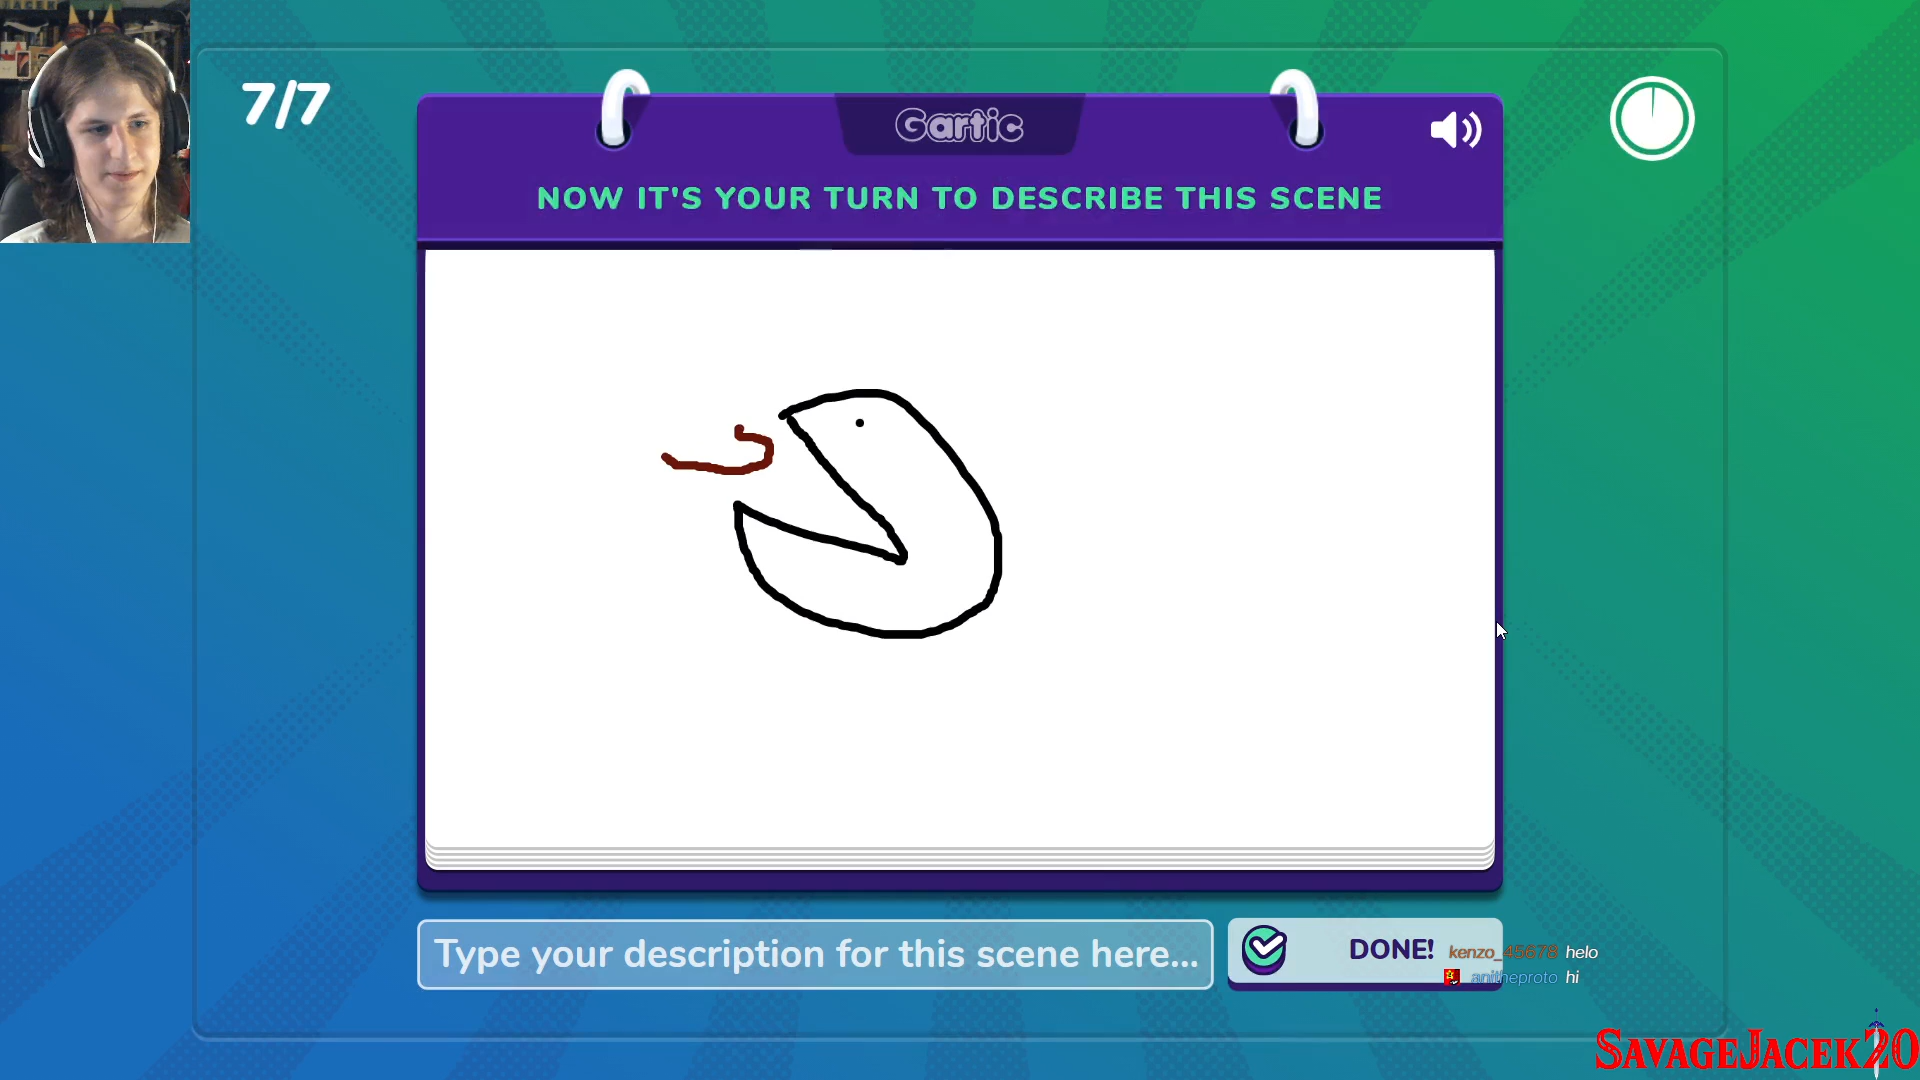 7/7
Gartic
NOW IT'S YOUR TURN TO DESCRIBE THIS SCENE
Type your description for this scene here...
DONE!
kenzo_45678 helo
anitheproto hi
SAVAGEJACEK20